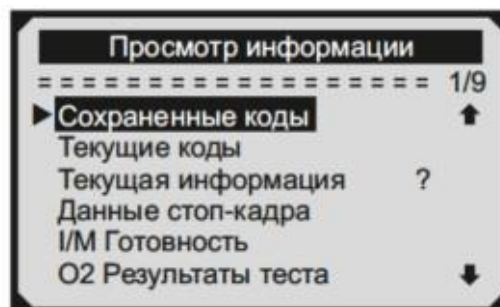 Просмотр информации
= = = = = = = = = = = = = = = = = = 1/9
Сохраненные коды
Текущие коды
Текущая информация ?
Данные стоп-кадра
I/M Готовность
O2 Результаты теста